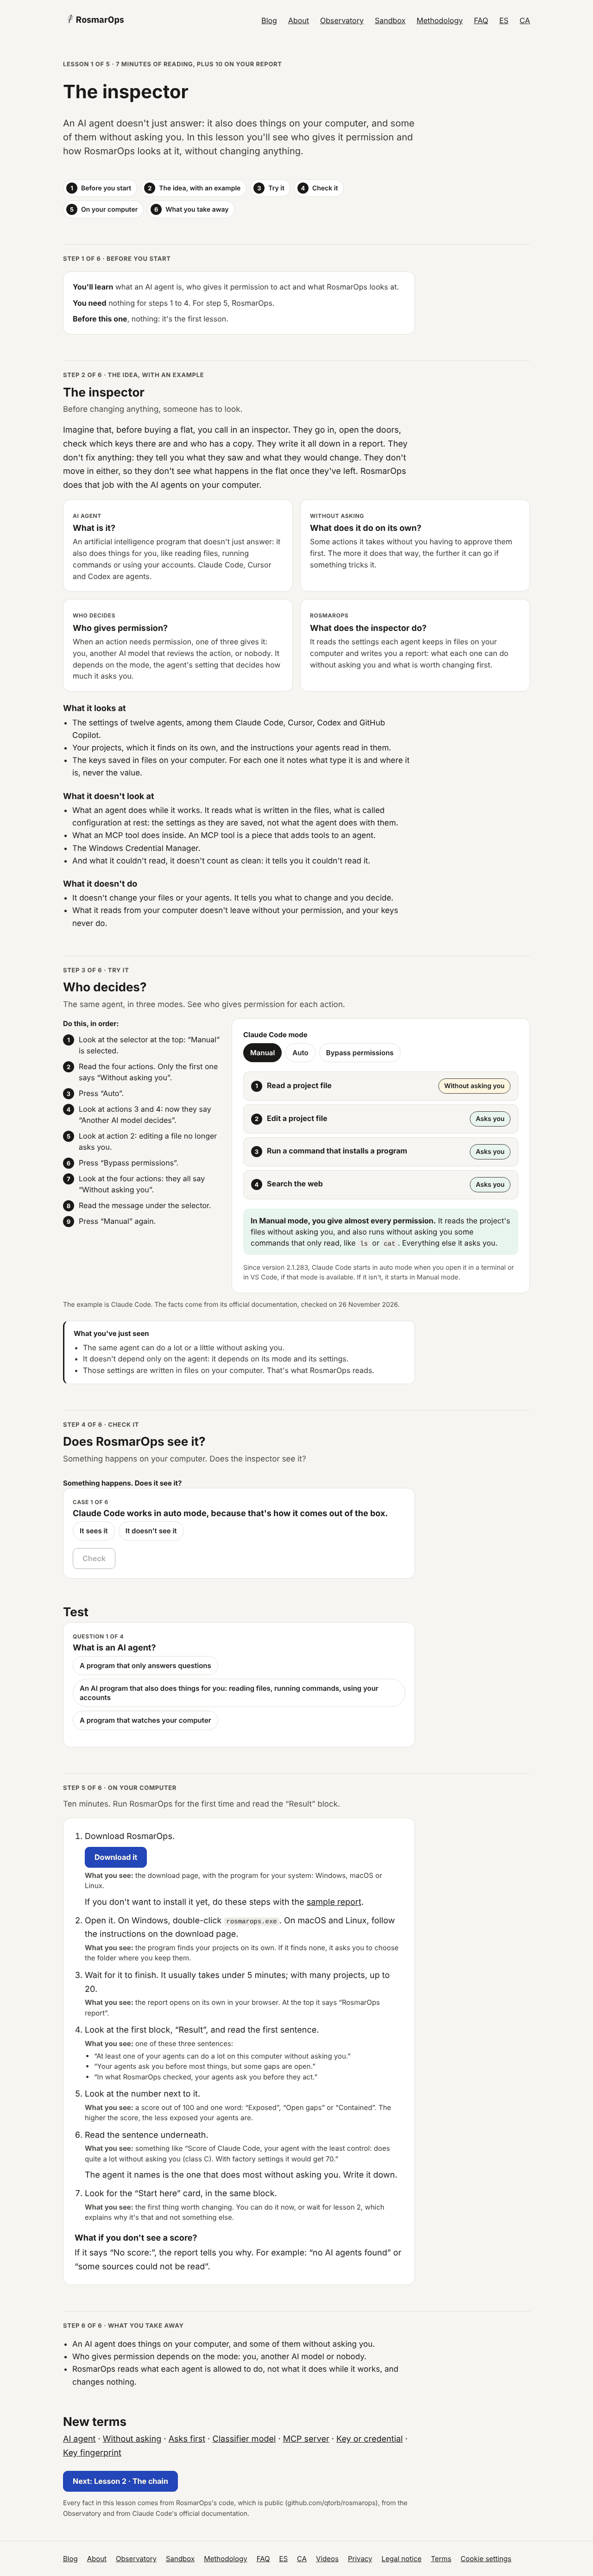 RosmarOps
Blog About Observatory Sandbox Methodology FAQ ES CA
LESSON 1 OF 5 · 7 MINUTES OF READING, PLUS 10 ON YOUR REPORT
The inspector
An AI agent doesn't just answer: it also does things on your computer, and some
of them without asking you. In this lesson you'll see who gives it permission and
how RosmarOps looks at it, without changing anything.
1 Before you start 2 The idea, with an example 3 Try it 4 Check it
5 On your computer 6 What you take away
STEP 1 OF 6 · BEFORE YOU START
You'll learn what an AI agent is, who gives it permission to act and what RosmarOps looks at.
You need nothing for steps 1 to 4. For step 5, RosmarOps.
Before this one, nothing: it's the first lesson.
STEP 2 OF 6 · THE IDEA, WITH AN EXAMPLE
The inspector
Before changing anything, someone has to look.
Imagine that, before buying a flat, you call in an inspector. They go in, open the doors,
check which keys there are and who has a copy. They write it all down in a report. They
don't fix anything: they tell you what they saw and what they would change. They don't
move in either, so they don't see what happens in the flat once they've left. RosmarOps
does that job with the AI agents on your computer.
AI AGENT
What is it?
An artificial intelligence program that doesn't just answer: it
also does things for you, like reading files, running
commands or using your accounts. Claude Code, Cursor
and Codex are agents.
WITHOUT ASKING
What does it do on its own?
Some actions it takes without you having to approve them
first. The more it does that way, the further it can go if
something tricks it.
WHO DECIDES
Who gives permission?
When an action needs permission, one of three gives it:
you, another AI model that reviews the action, or nobody. It
depends on the mode, the agent's setting that decides how
much it asks you.
ROSMAROPS
What does the inspector do?
It reads the settings each agent keeps in files on your
computer and writes you a report: what each one can do
without asking you and what is worth changing first.
What it looks at
• The settings of twelve agents, among them Claude Code, Cursor, Codex and GitHub
Copilot.
• Your projects, which it finds on its own, and the instructions your agents read in them.
• The keys saved in files on your computer. For each one it notes what type it is and where it
is, never the value.
What it doesn't look at
• What an agent does while it works. It reads what is written in the files, what is called
configuration at rest: the settings as they are saved, not what the agent does with them.
• What an MCP tool does inside. An MCP tool is a piece that adds tools to an agent.
• The Windows Credential Manager.
• And what it couldn't read, it doesn't count as clean: it tells you it couldn't read it.
What it doesn't do
• It doesn't change your files or your agents. It tells you what to change and you decide.
• What it reads from your computer doesn't leave without your permission, and your keys
never do.
STEP 3 OF 6 · TRY IT
Who decides?
The same agent, in three modes. See who gives permission for each action.
Do this, in order:
1 Look at the selector at the top: “Manual”
is selected.
2 Read the four actions. Only the first one
says “Without asking you”.
3 Press “Auto”.
4 Look at actions 3 and 4: now they say
“Another AI model decides”.
5 Look at action 2: editing a file no longer
asks you.
6 Press “Bypass permissions”.
7 Look at the four actions: they all say
“Without asking you”.
8 Read the message under the selector.
9 Press “Manual” again.
Claude Code mode
Manual Auto Bypass permissions
1 Read a project file Without asking you
2 Edit a project file Asks you
3 Run a command that installs a program Asks you
4 Search the web Asks you
In Manual mode, you give almost every permission. It reads the project's
files without asking you, and also runs without asking you some
commands that only read, like ls or cat. Everything else it asks you.
Since version 2.1.283, Claude Code starts in auto mode when you open it in a terminal or
in VS Code, if that mode is available. If it isn't, it starts in Manual mode.
The example is Claude Code. The facts come from its official documentation, checked on 26 November 2026.
What you've just seen
• The same agent can do a lot or a little without asking you.
• It doesn't depend only on the agent: it depends on its mode and its settings.
• Those settings are written in files on your computer. That's what RosmarOps reads.
STEP 4 OF 6 · CHECK IT
Does RosmarOps see it?
Something happens on your computer. Does the inspector see it?
Something happens. Does it see it?
CASE 1 OF 6
Claude Code works in auto mode, because that's how it comes out of the box.
It sees it It doesn't see it
Check
Test
QUESTION 1 OF 4
What is an AI agent?
A program that only answers questions
An AI program that also does things for you: reading files, running commands, using your
accounts
A program that watches your computer
STEP 5 OF 6 · ON YOUR COMPUTER
Ten minutes. Run RosmarOps for the first time and read the “Result” block.
1. Download RosmarOps.
Download it
What you see: the download page, with the program for your system: Windows, macOS or
Linux.
If you don't want to install it yet, do these steps with the sample report.
2. Open it. On Windows, double-click rosmarops.exe. On macOS and Linux, follow
the instructions on the download page.
What you see: the program finds your projects on its own. If it finds none, it asks you to choose
the folder where you keep them.
3. Wait for it to finish. It usually takes under 5 minutes; with many projects, up to
20.
What you see: the report opens on its own in your browser. At the top it says “RosmarOps
report”.
4. Look at the first block, “Result”, and read the first sentence.
What you see: one of these three sentences:
• “At least one of your agents can do a lot on this computer without asking you.”
• “Your agents ask you before most things, but some gaps are open.”
• “In what RosmarOps checked, your agents ask you before they act.”
5. Look at the number next to it.
What you see: a score out of 100 and one word: “Exposed”, “Open gaps” or “Contained”. The
higher the score, the less exposed your agents are.
6. Read the sentence underneath.
What you see: something like “Score of Claude Code, your agent with the least control: does
quite a lot without asking you (class C). With factory settings it would get 70.”
The agent it names is the one that does most without asking you. Write it down.
7. Look for the “Start here” card, in the same block.
What you see: the first thing worth changing. You can do it now, or wait for lesson 2, which
explains why it's that and not something else.
What if you don't see a score?
If it says “No score:”, the report tells you why. For example: “no AI agents found” or
“some sources could not be read”.
STEP 6 OF 6 · WHAT YOU TAKE AWAY
• An AI agent does things on your computer, and some of them without asking you.
• Who gives permission depends on the mode: you, another AI model or nobody.
• RosmarOps reads what each agent is allowed to do, not what it does while it works, and
changes nothing.
New terms
AI agent · Without asking · Asks first · Classifier model · MCP server · Key or credential ·
Key fingerprint
Next: Lesson 2 · The chain
Every fact in this lesson comes from RosmarOps's code, which is public (github.com/qtorb/rosmarops), from the
Observatory and from Claude Code's official documentation.
Blog About Observatory Sandbox Methodology FAQ ES CA Videos Privacy Legal notice Terms Cookie settings